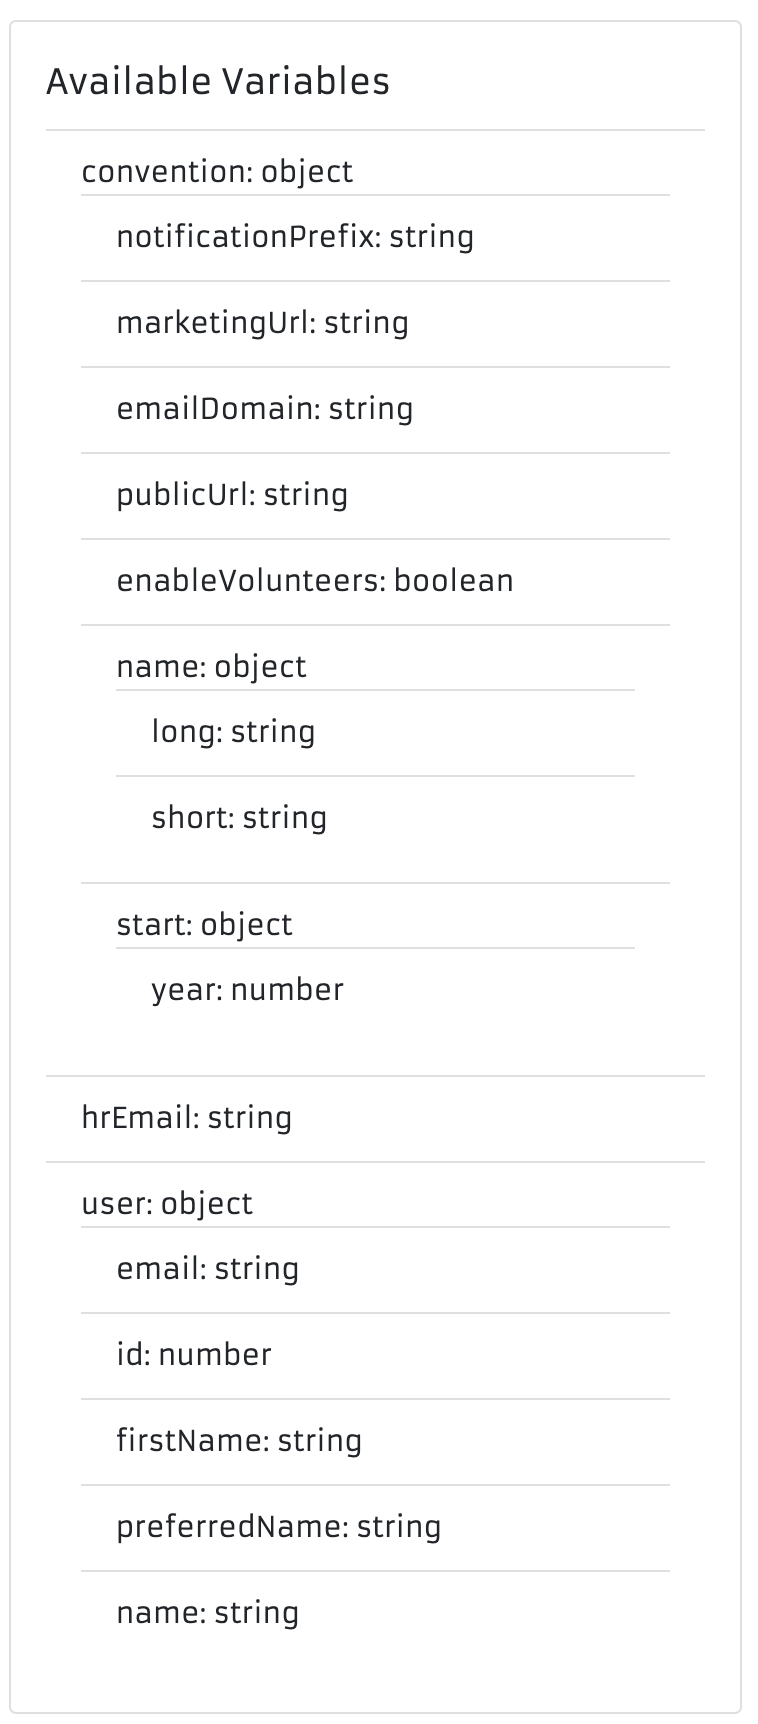 Available Variables
convention: object
notificationPrefix: string
marketingUrl: string
emailDomain: string
publicUrl: string
enableVolunteers: boolean
name: object
long: string
short: string
start: object
year: number
hrEmail: string
user: object
email: string
id: number
firstName: string
preferredName: string
name: string